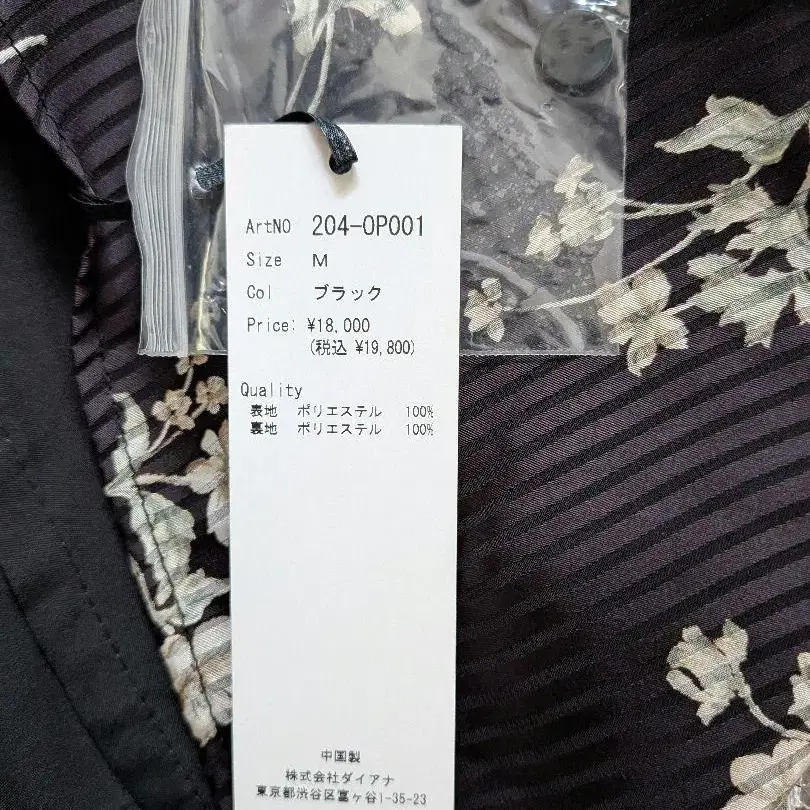 ArtNO 204-0P001
Size M
Col ブラック
Price: ¥18,000
(税込 ¥19,800)
Quality
表地 ポリエステル 100%
裏地 ポリエステル 100%
中国製
株式会社ダイアナ
東京都渋谷区富ヶ谷1-35-23